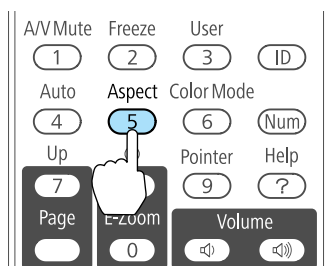 A/V Mute Freeze User
1 2 3 ID
Auto Aspect Color Mode
4 5 6 Num
Up Pointer Help
7 9 ?
Page E-Zoom Volume
0